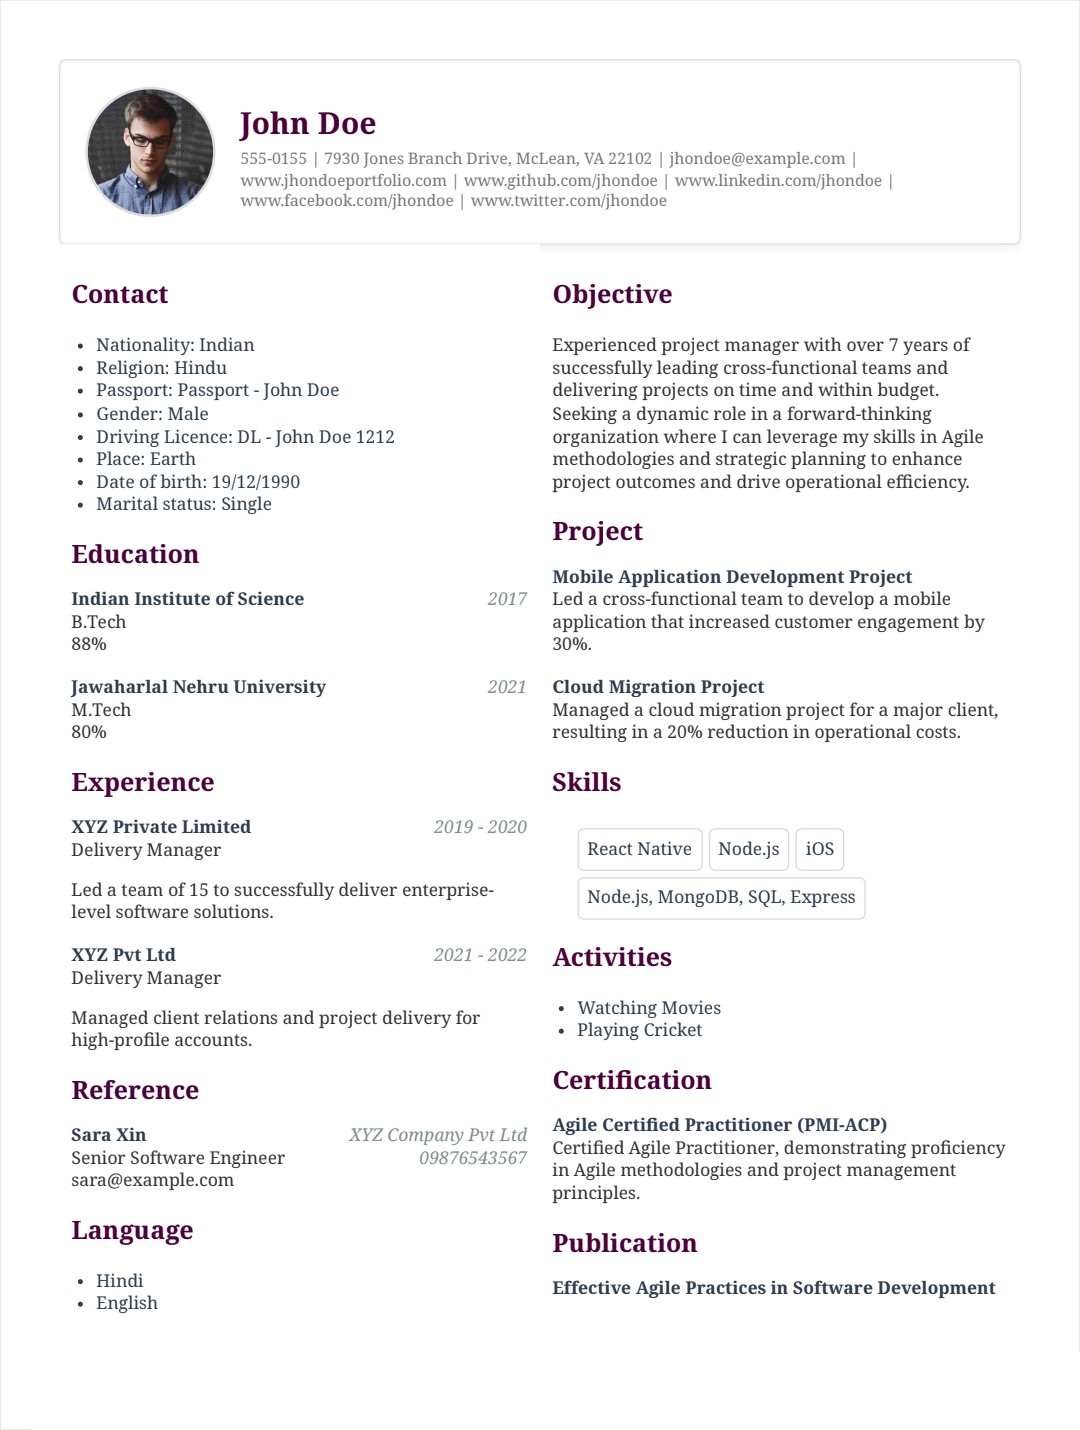 John Doe
555-0155 | 7930 Jones Branch Drive, McLean, VA 22102 | jhondoe@example.com |
www.jhondoeportfolio.com | www.github.com/jhondoe | www.linkedin.com/jhondoe |
www.facebook.com/jhondoe | www.twitter.com/jhondoe
Contact
• Nationality: Indian
• Religion: Hindu
• Passport: Passport - John Doe
• Gender: Male
• Driving Licence: DL - John Doe 1212
• Place: Earth
• Date of birth: 19/12/1990
• Marital status: Single
Education
Indian Institute of Science 2017
B.Tech
88%
Jawaharlal Nehru University 2021
M.Tech
80%
Experience
XYZ Private Limited 2019 - 2020
Delivery Manager
Led a team of 15 to successfully deliver enterprise-
level software solutions.
XYZ Pvt Ltd 2021 - 2022
Delivery Manager
Managed client relations and project delivery for
high-profile accounts.
Reference
Sara Xin XYZ Company Pvt Ltd
Senior Software Engineer 09876543567
sara@example.com
Language
• Hindi
• English
Objective
Experienced project manager with over 7 years of
successfully leading cross-functional teams and
delivering projects on time and within budget.
Seeking a dynamic role in a forward-thinking
organization where I can leverage my skills in Agile
methodologies and strategic planning to enhance
project outcomes and drive operational efficiency.
Project
Mobile Application Development Project
Led a cross-functional team to develop a mobile
application that increased customer engagement by
30%.
Cloud Migration Project
Managed a cloud migration project for a major client,
resulting in a 20% reduction in operational costs.
Skills
React Native Node.js iOS
Node.js, MongoDB, SQL, Express
Activities
• Watching Movies
• Playing Cricket
Certification
Agile Certified Practitioner (PMI-ACP)
Certified Agile Practitioner, demonstrating proficiency
in Agile methodologies and project management
principles.
Publication
Effective Agile Practices in Software Development